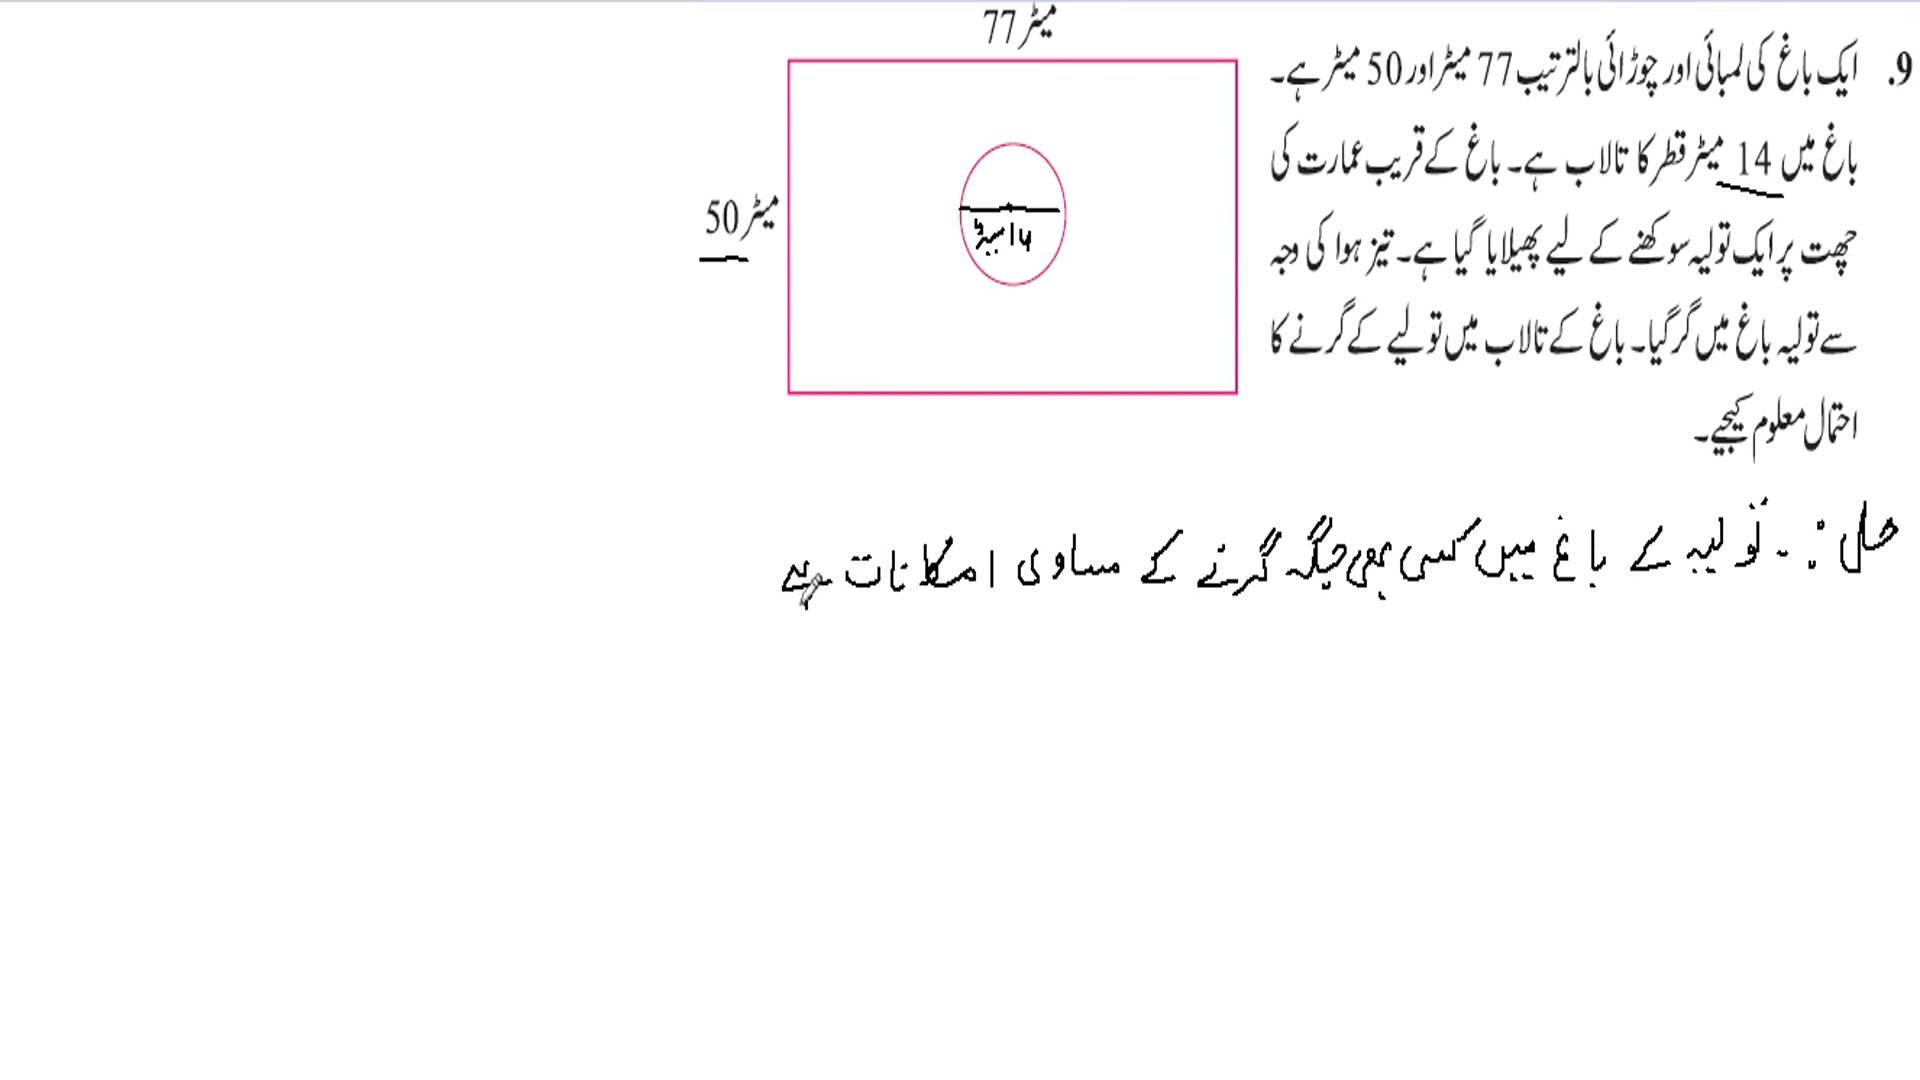 77 میٹر
9. ایک باغ کی لمبائی اور چوڑائی بالترتیب 77 میٹر اور 50 میٹر ہے۔
باغ میں 14 میٹر قطر کا تالاب ہے۔ باغ کے قریب عمارت کی
چھت پر ایک تولیہ سوکھنے کے لیے پھیلایا گیا ہے۔ تیز ہوا کی وجہ
سے تولیہ باغ میں گر گیا۔ باغ کے تالاب میں تولیے کے گرنے کا
احتمال معلوم کیجیے۔
50 میٹر
14 میٹر
حل :۔ تولیہ کے باغ میں کسی بھی جگہ گرنے کے مساوی امکانات ہے